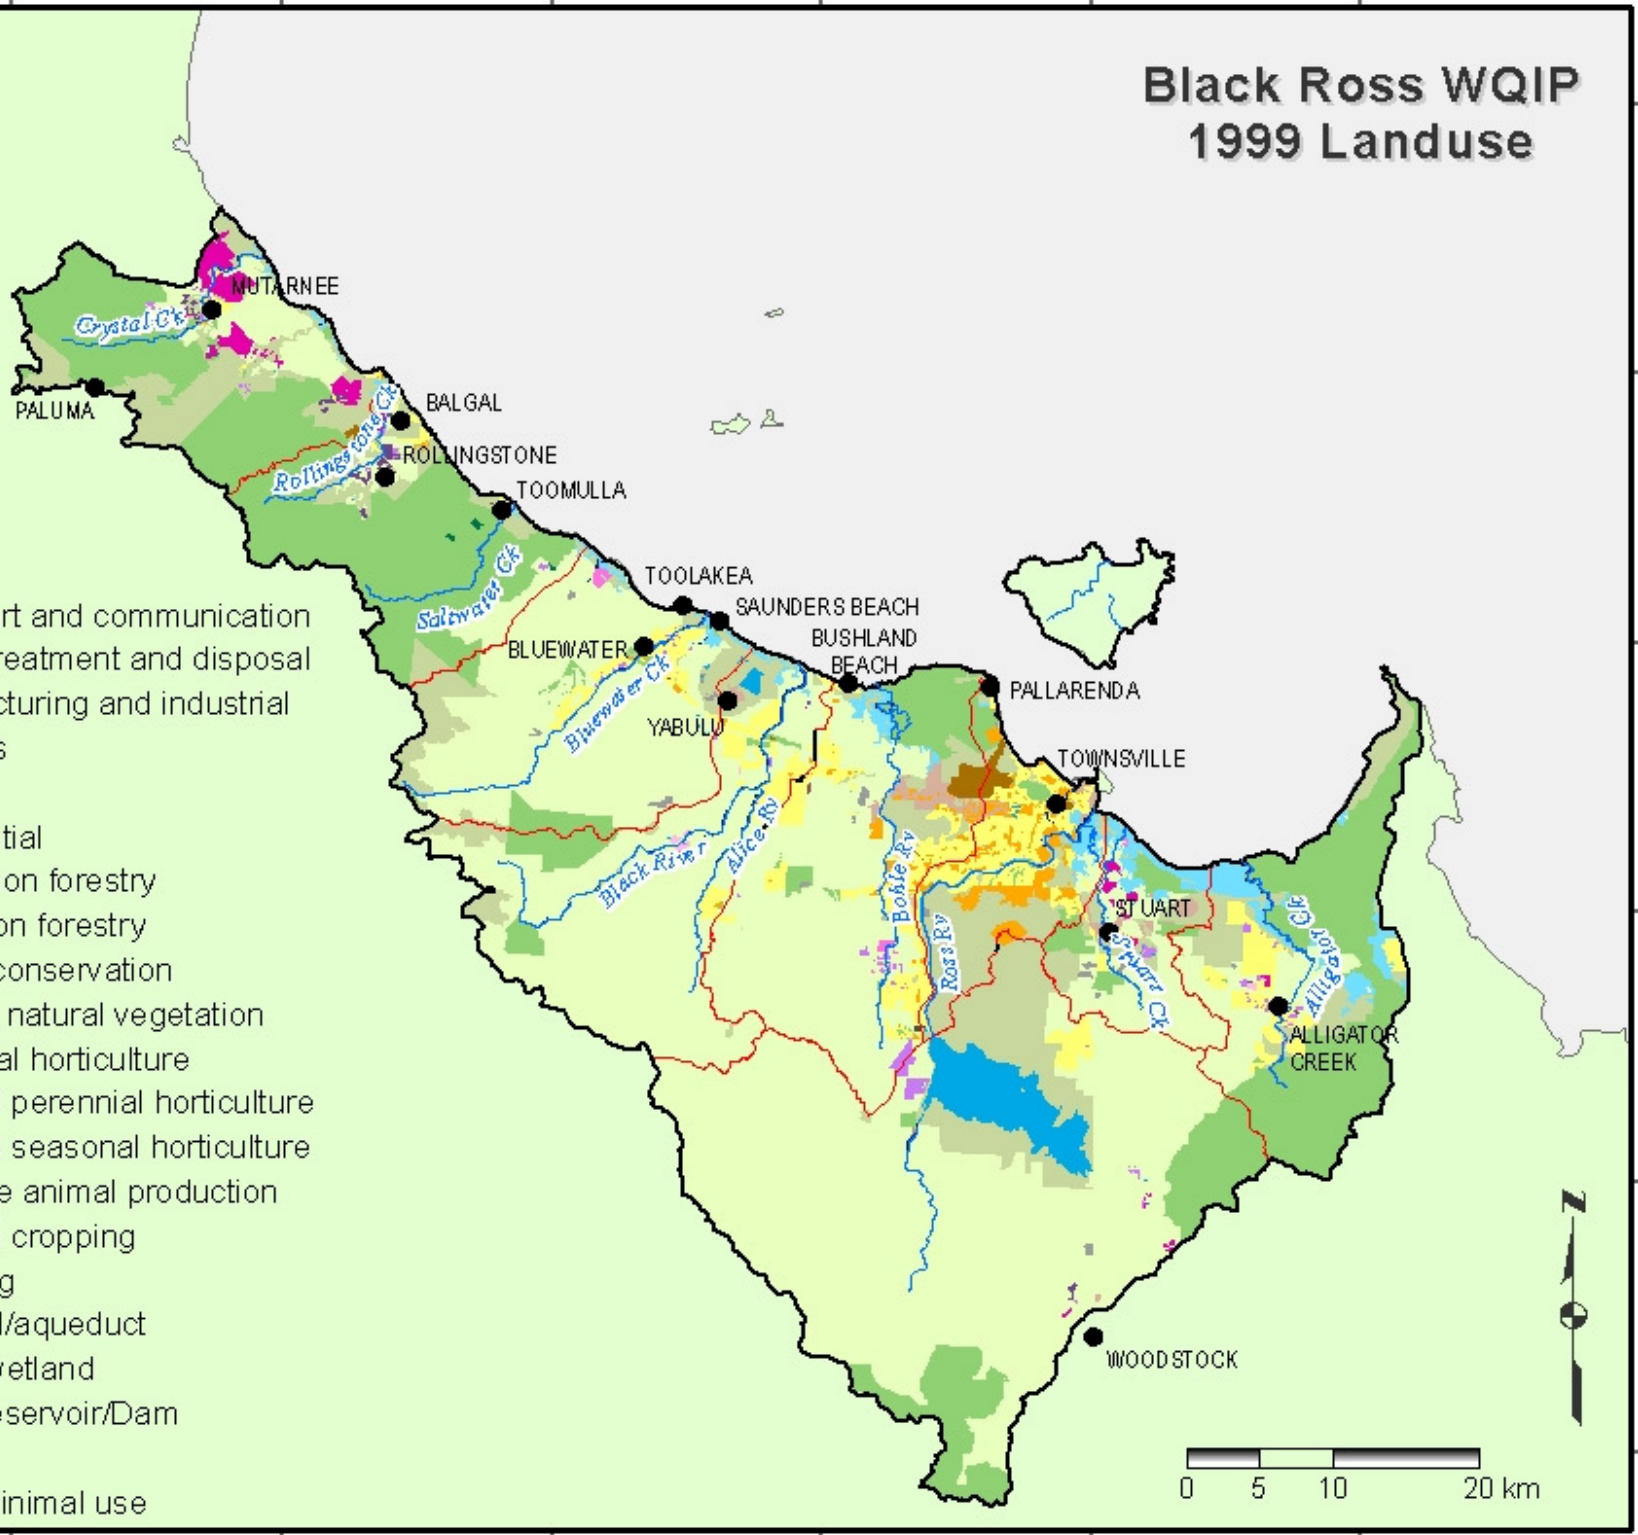 Black Ross WQIP
1999 Landuse
MUTARNEE
Crystal Ck
PALUMA
BALGAL
Rollingstone Ck
ROLLINGSTONE
TOOMULLA
Saltwater Ck
TOOLAKEA
SAUNDERS BEACH
BUSHLAND
BEACH
BLUEWATER
Bluewater Ck
YABULU
PALLARENDA
TOWNSVILLE
Black River
Alice Rv
Bohle Rv
Ross Rv
STUART
Stuart Ck
Alligator Ck
ALLIGATOR
CREEK
WOODSTOCK
rt and communication
reatment and disposal
cturing and industrial
s
tial
on forestry
on forestry
conservation
natural vegetation
al horticulture
perennial horticulture
seasonal horticulture
e animal production
cropping
g
l/aqueduct
vetland
eservoir/Dam
inimal use
N
0 5 10 20 km